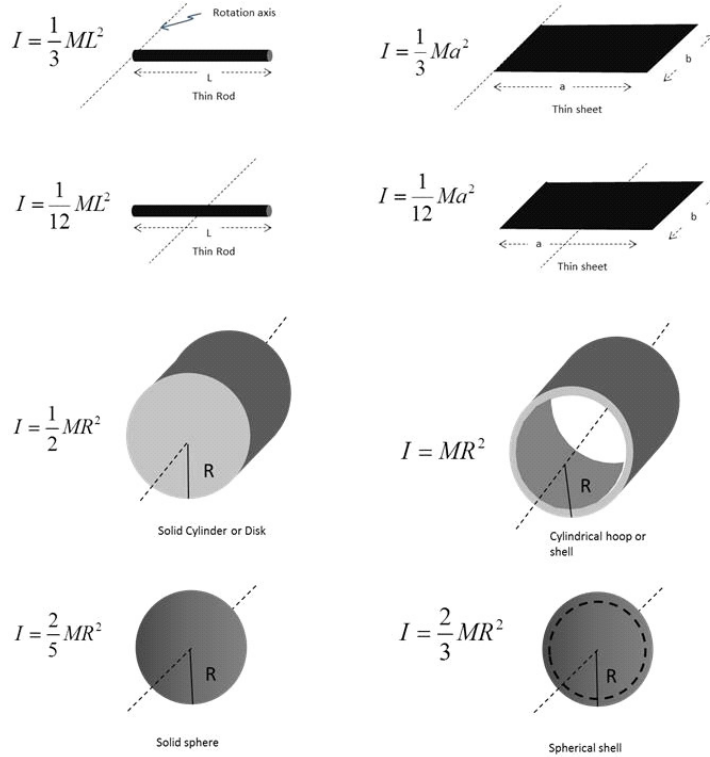 Rotation axis
I = 1/3 ML²
L
Thin Rod
I = 1/3 Ma²
a
b
Thin sheet
I = 1/12 ML²
L
Thin Rod
I = 1/12 Ma²
a
b
Thin sheet
I = 1/2 MR²
R
Solid Cylinder or Disk
I = MR²
R
Cylindrical hoop or
shell
I = 2/5 MR²
R
Solid sphere
I = 2/3 MR²
R
Spherical shell